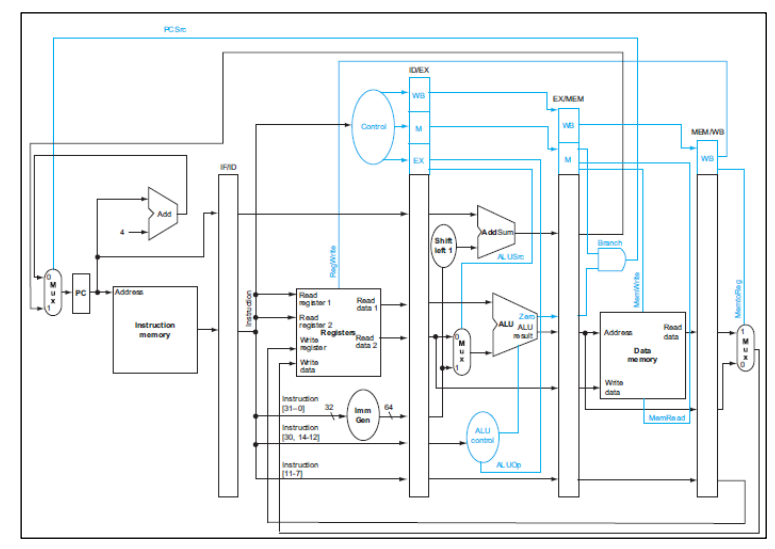 PCSrc
ID/EX
WB
EX/MEM
Control
M
WB
MEM/WB
EX
M
WB
IF/ID
Add
4
Add Sum
Shift
left 1
Branch
ALUSrc
RegWrite
MemWrite
MemtoReg
0
M
u
x
1
PC
Address
Instruction
memory
Instruction
Read
register 1
Read
register 2
Registers
Write
register
Write
data
Read
data 1
Read
data 2
0
M
u
x
1
Zero
ALU
ALU
result
Address
Read
data
Data
memory
Write
data
1
M
u
x
0
MemRead
Instruction
[31–0]
32
Imm
Gen
64
Instruction
[30, 14-12]
ALU
control
ALUOp
Instruction
[11-7]